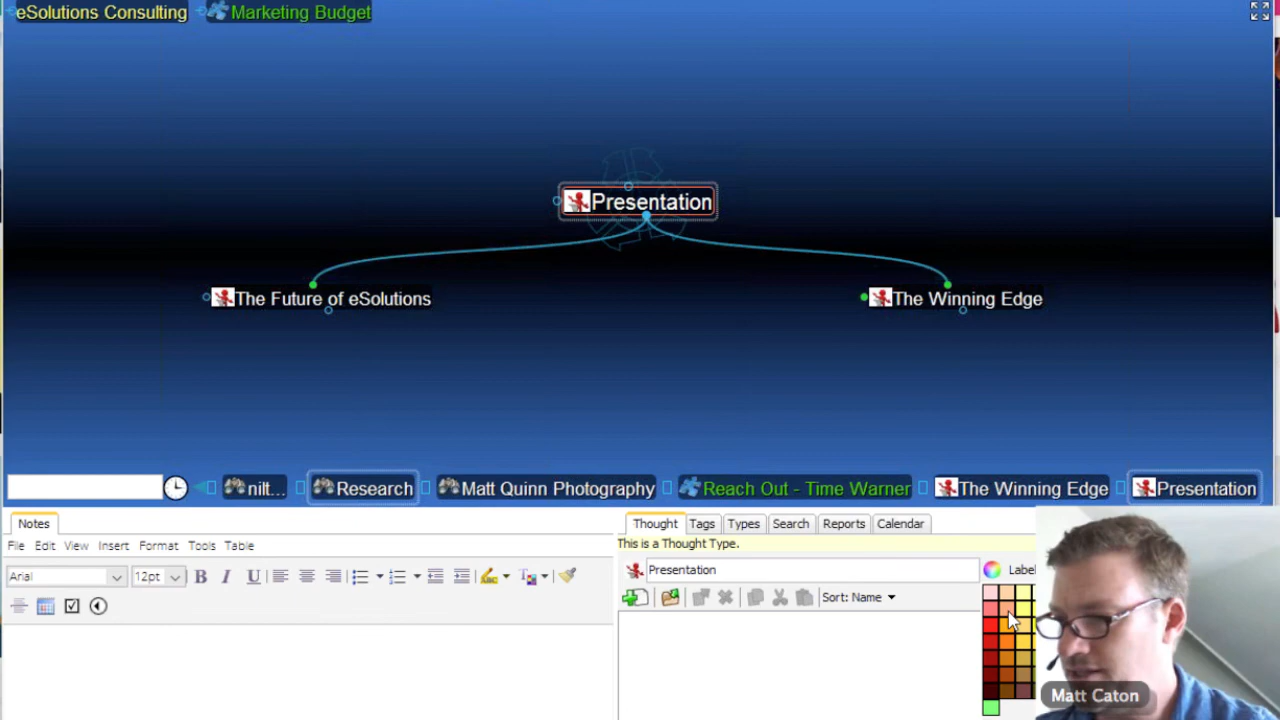 eSolutions Consulting Marketing Budget
Presentation
The Future of eSolutions The Winning Edge
nilt... Research Matt Quinn Photography Reach Out - Time Warner The Winning Edge Presentation
Notes
File Edit View Insert Format Tools Table
Arial 12pt B I U
Thought Tags Types Search Reports Calendar
This is a Thought Type.
Presentation Label
Sort: Name
Matt Caton